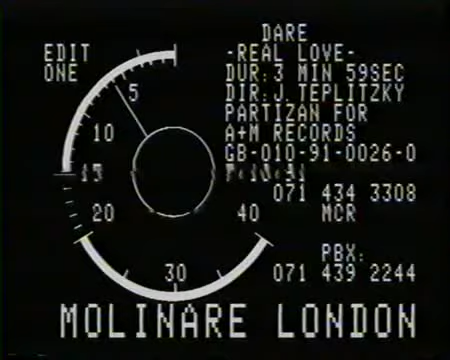 EDIT
ONE
DARE
-REAL LOVE-
DUR:3 MIN 59SEC
DIR:J.TEPLITZKY
PARTIZAN FOR
A+M RECORDS
GB-010-91-0026-0
071 434 3308
MCR
PBX:
071 439 2244
5
10
15
20
30
40
MOLINARE LONDON